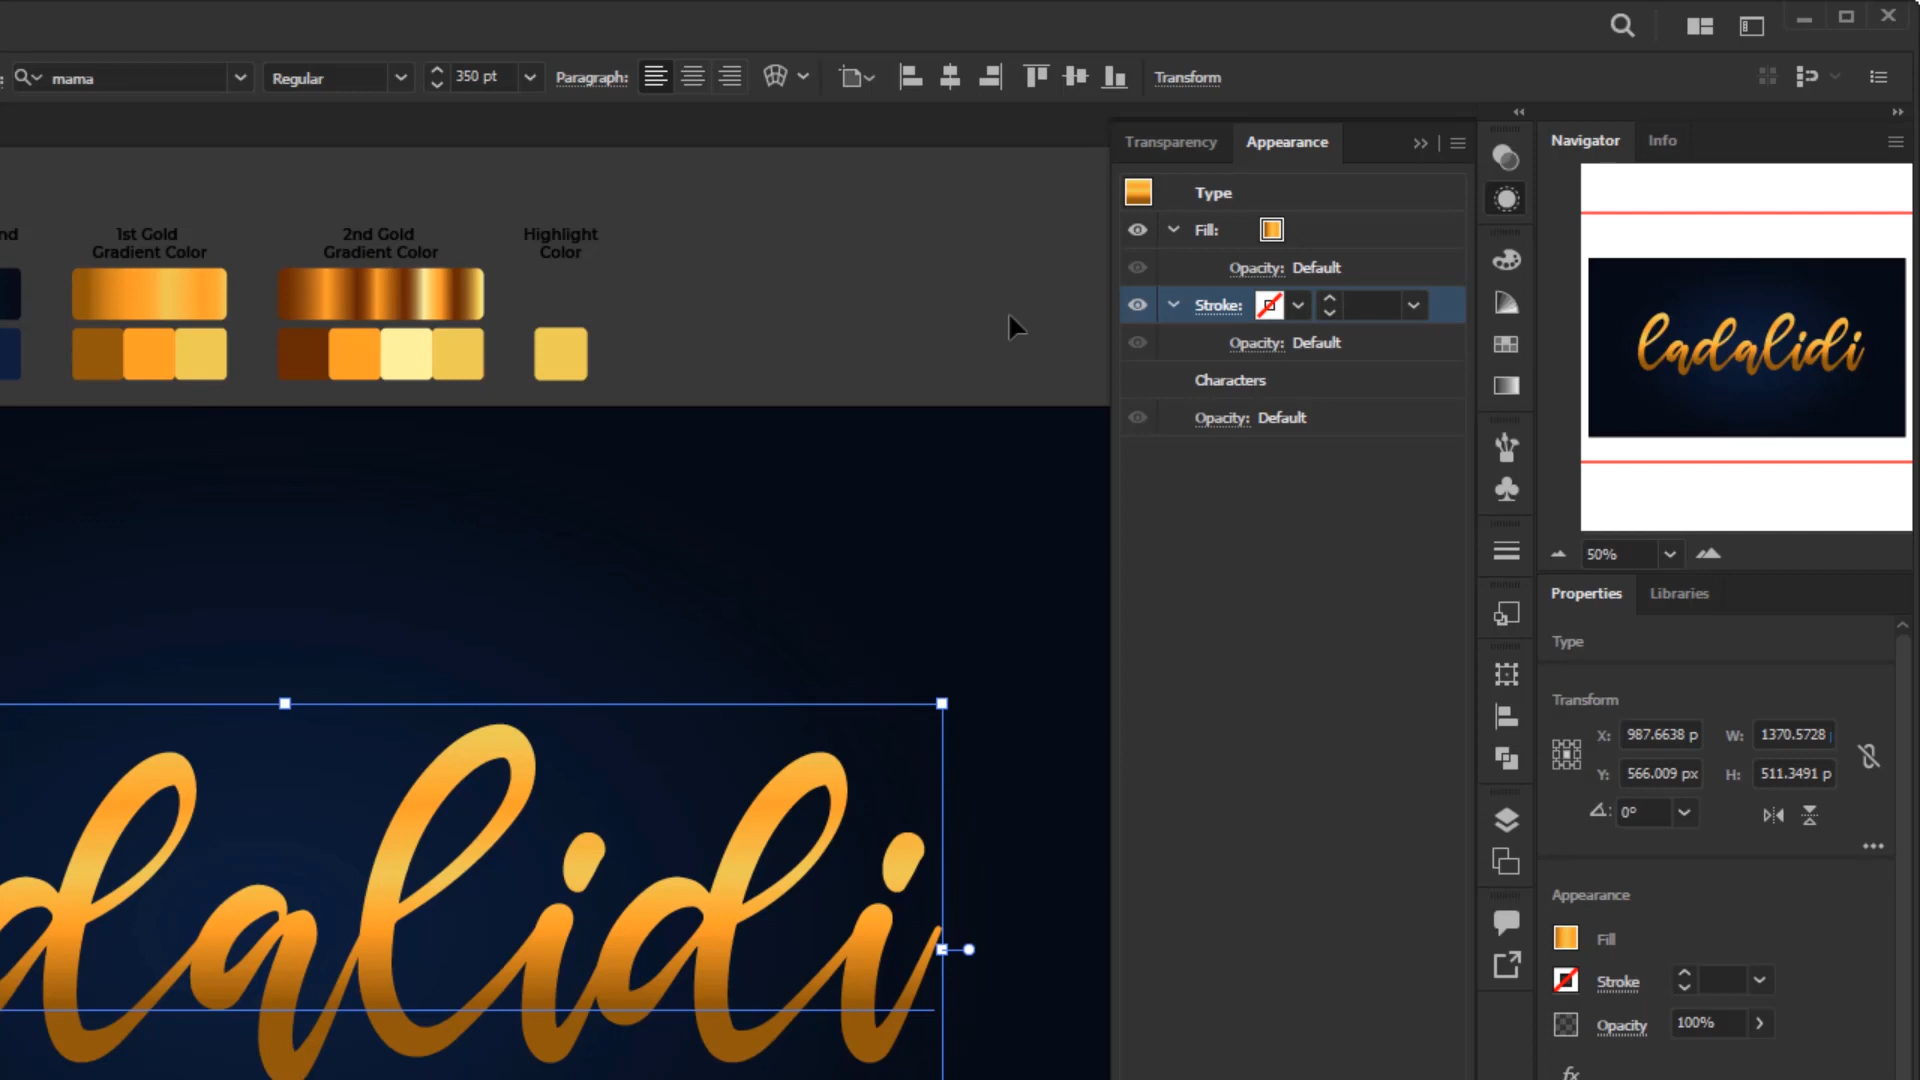 mama
Regular
350 pt
Paragraph:
Transform
Transparency
Appearance
Navigator
Info
Type
Fill:
Opacity: Default
Stroke:
Opacity: Default
Characters
Opacity: Default
nd
1st Gold
Gradient Color
2nd Gold
Gradient Color
Highlight
Color
ladalidi
50%
Properties
Libraries
Type
Transform
X: 987.6638 p
W: 1370.5728
Y: 566.009 px
H: 511.3491 p
0°
Appearance
Fill
Stroke
Opacity
100%
fx
dalidi